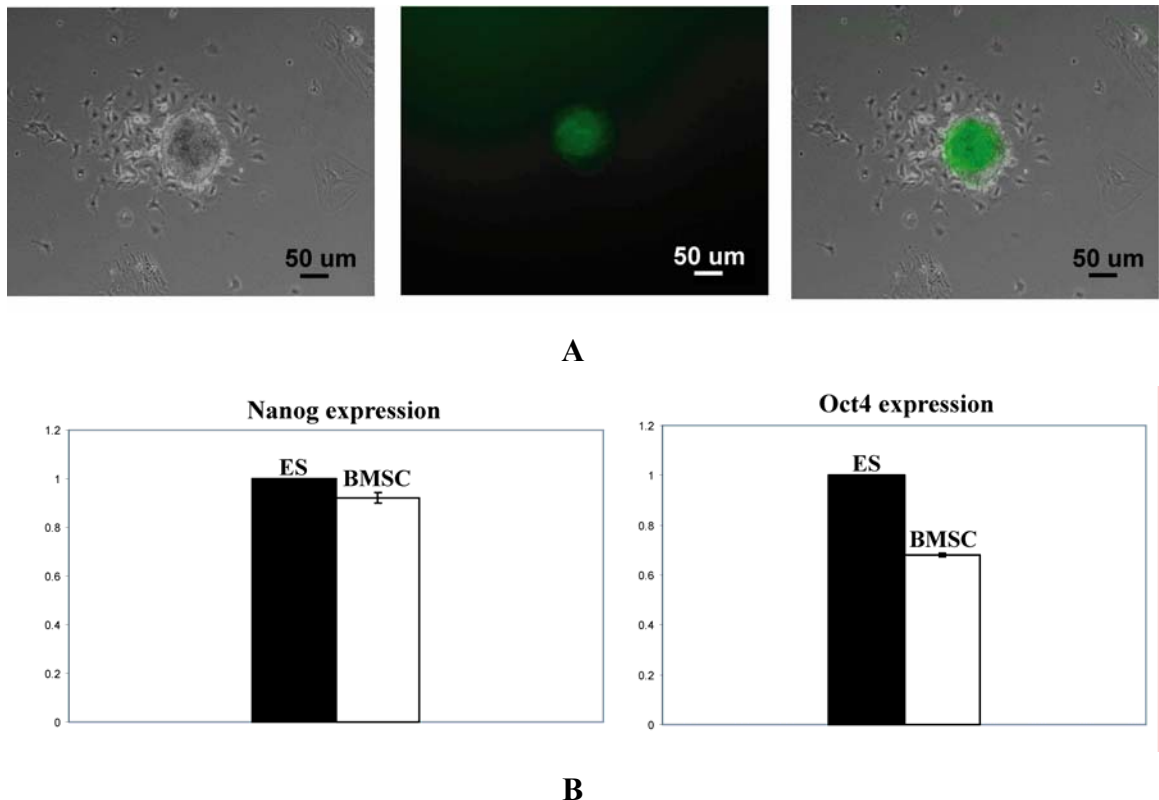 50 um
50 um
50 um
A
Nanog expression
1.2
1
0.8
0.6
0.4
0.2
0
ES
BMSC
Oct4 expression
1.2
1
0.8
0.6
0.4
0.2
0
ES
BMSC
B